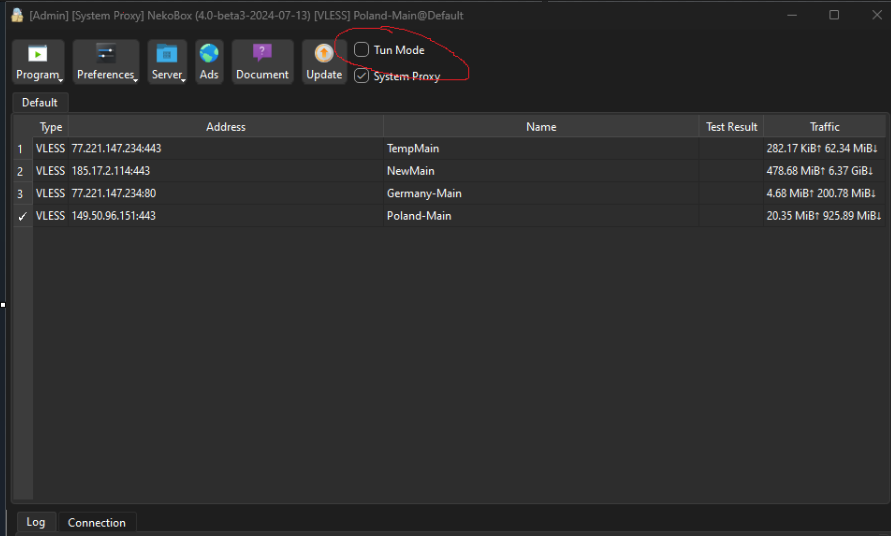 [Admin] [System Proxy] NekoBox (4.0-beta3-2024-07-13) [VLESS] Poland-Main@Default
Program Preferences Server Ads Document Update
Tun Mode
System Proxy
Default
Type Address Name Test Result Traffic
1 VLESS 77.221.147.234:443 TempMain 282.17 KiB↑ 62.34 MiB↓
2 VLESS 185.17.2.114:443 NewMain 478.68 MiB↑ 6.37 GiB↓
3 VLESS 77.221.147.234:80 Germany-Main 4.68 MiB↑ 200.78 MiB↓
✓ VLESS 149.50.96.151:443 Poland-Main 20.35 MiB↑ 925.89 MiB↓
Log Connection